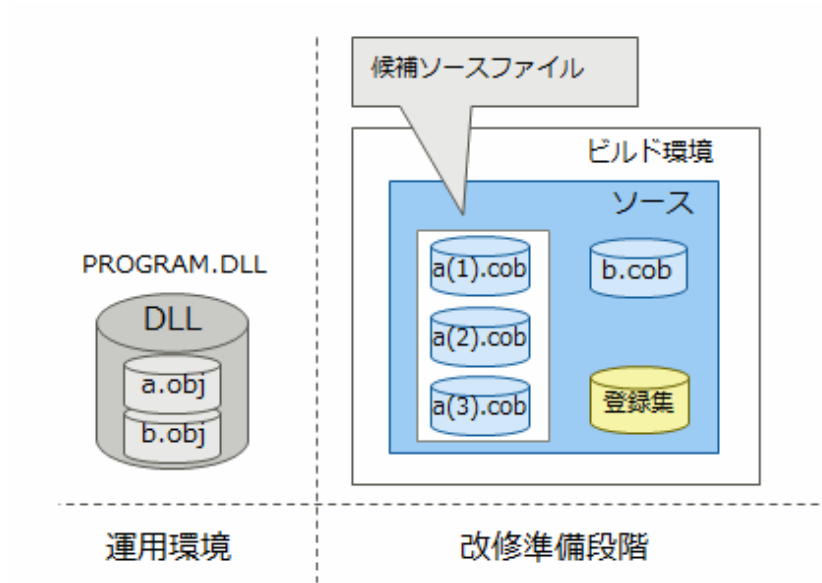 候補ソースファイル
ビルド環境
ソース
PROGRAM.DLL
DLL
a.obj
b.obj
a(1).cob
a(2).cob
a(3).cob
b.cob
登録集
運用環境
改修準備段階